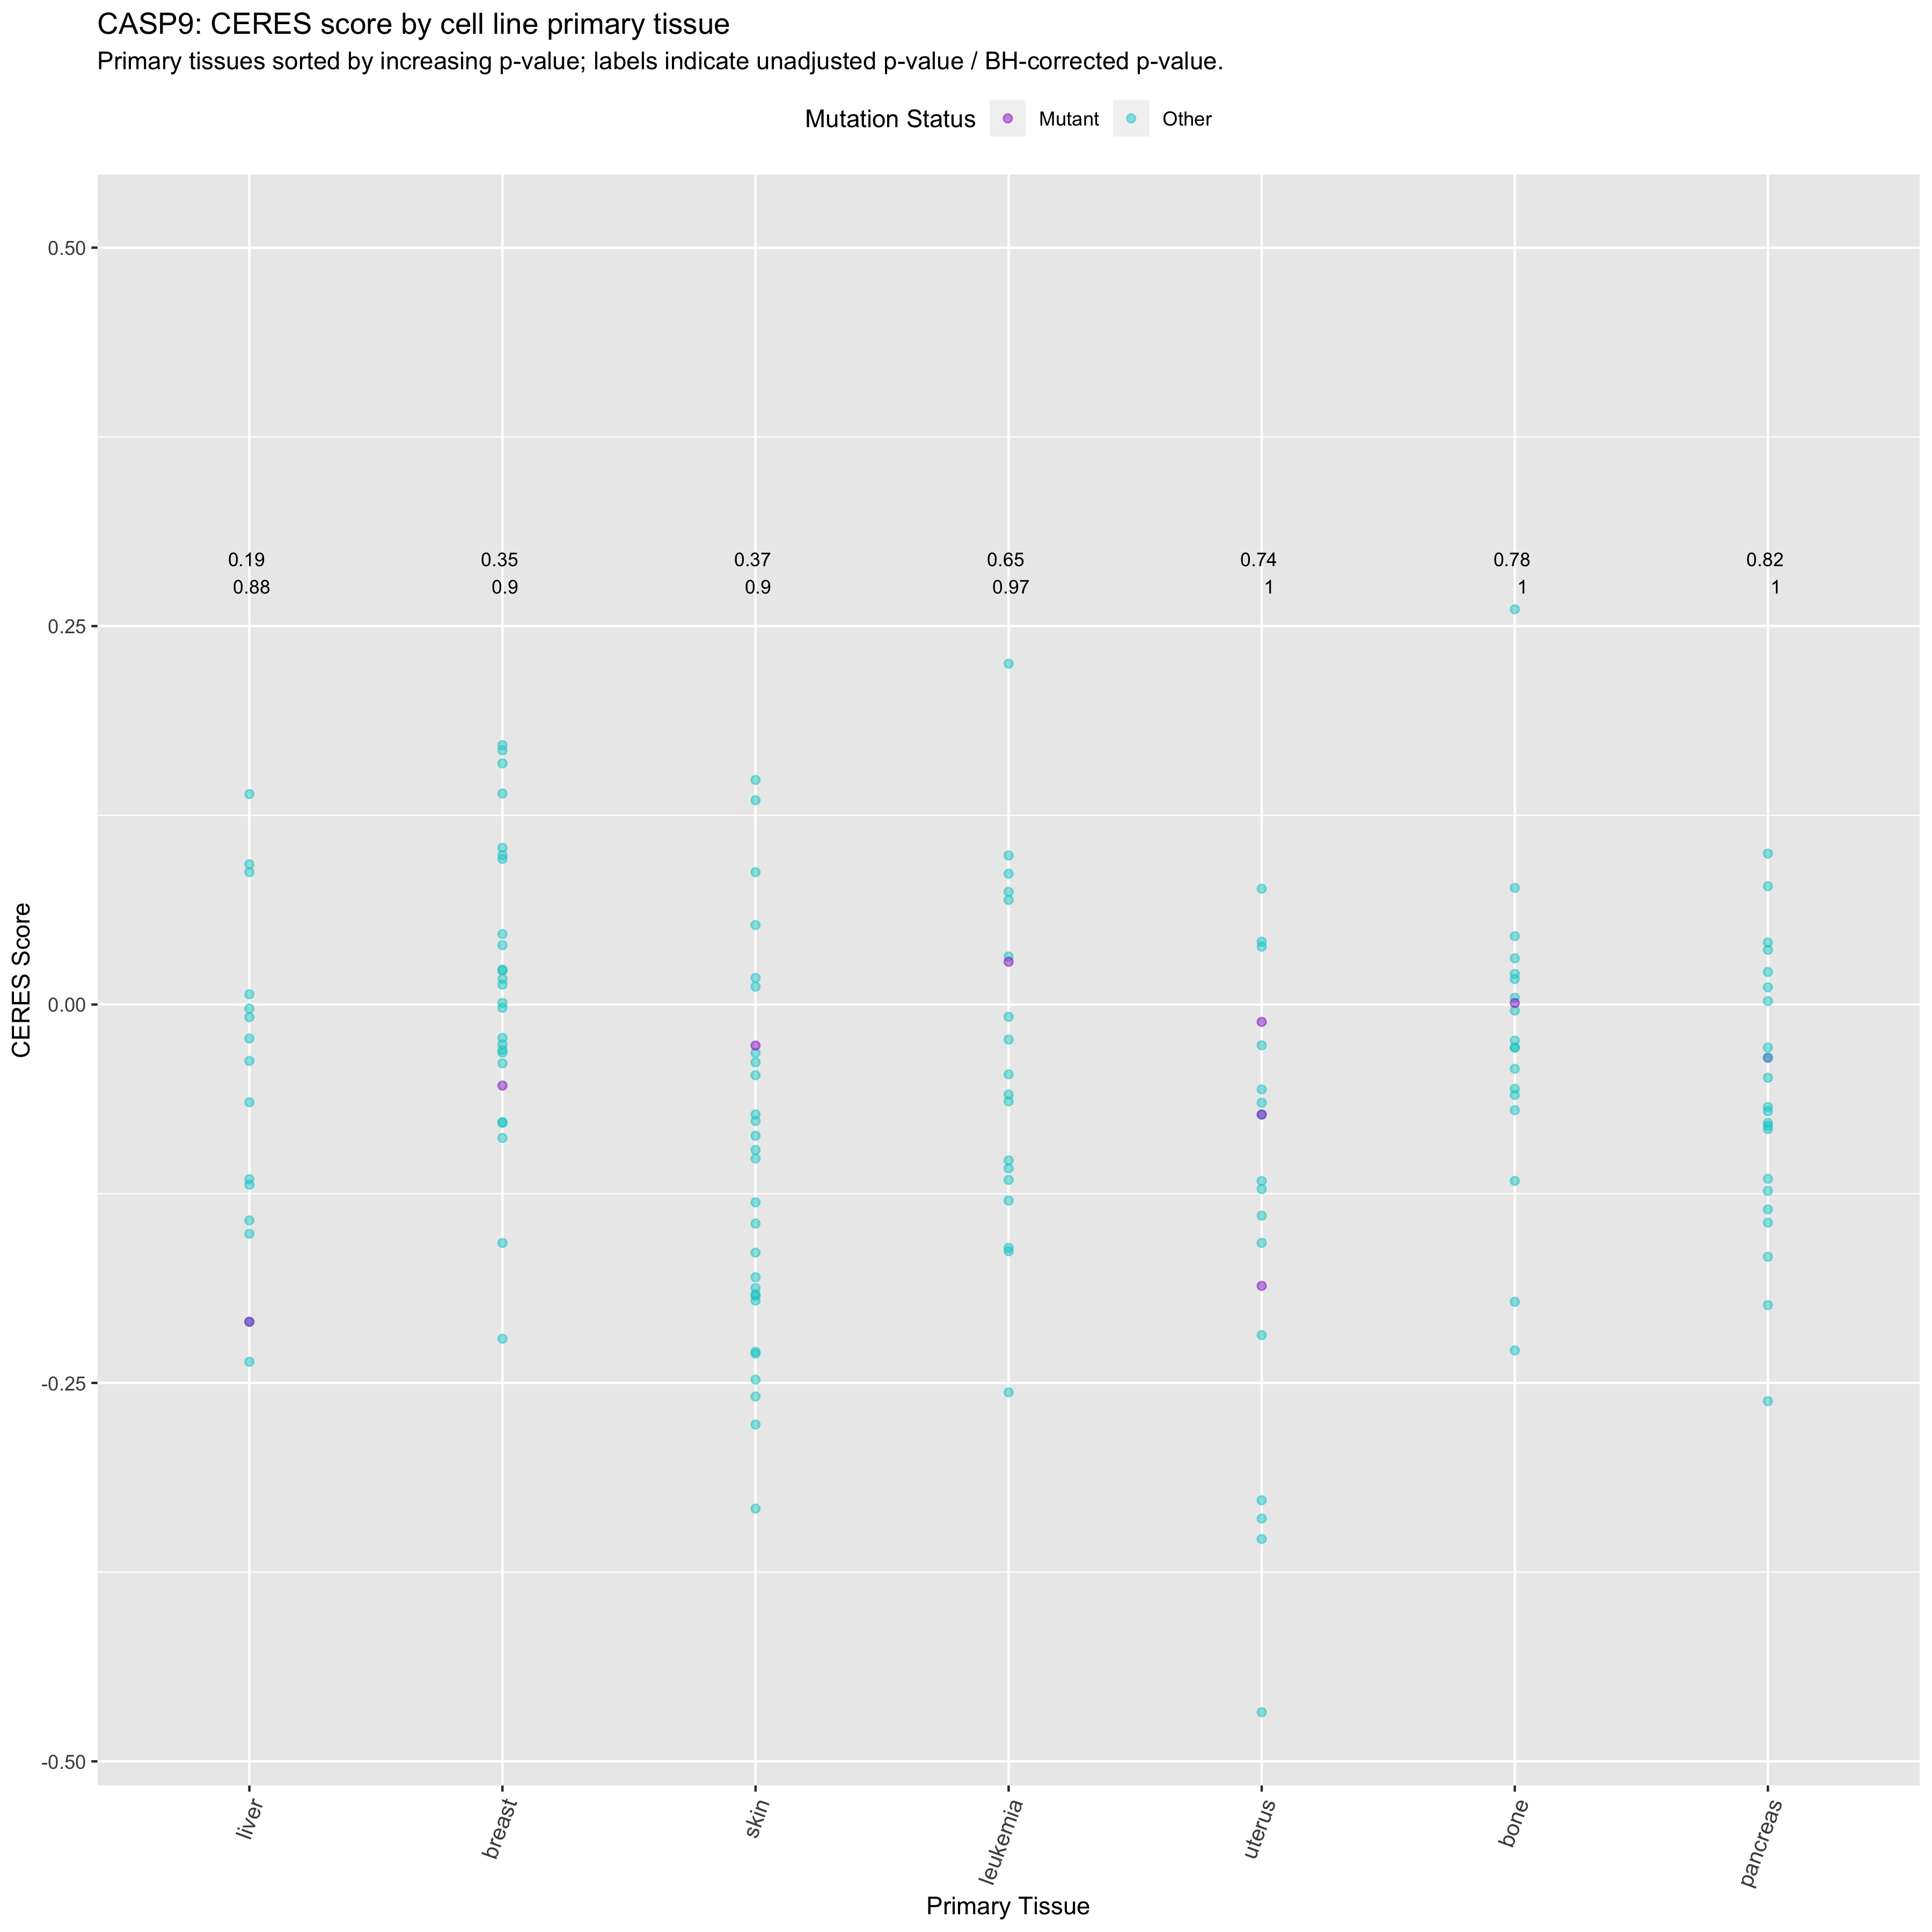 CASP9: CERES score by cell line primary tissue
Primary tissues sorted by increasing p-value; labels indicate unadjusted p-value / BH-corrected p-value.
Mutation Status Mutant Other
0.50
0.19 0.35 0.37 0.65 0.74 0.78 0.82
0.88 0.9 0.9 0.97 1 1 1
0.25
0.00
-0.25
-0.50
CERES Score
liver breast skin leukemia uterus bone pancreas
Primary Tissue